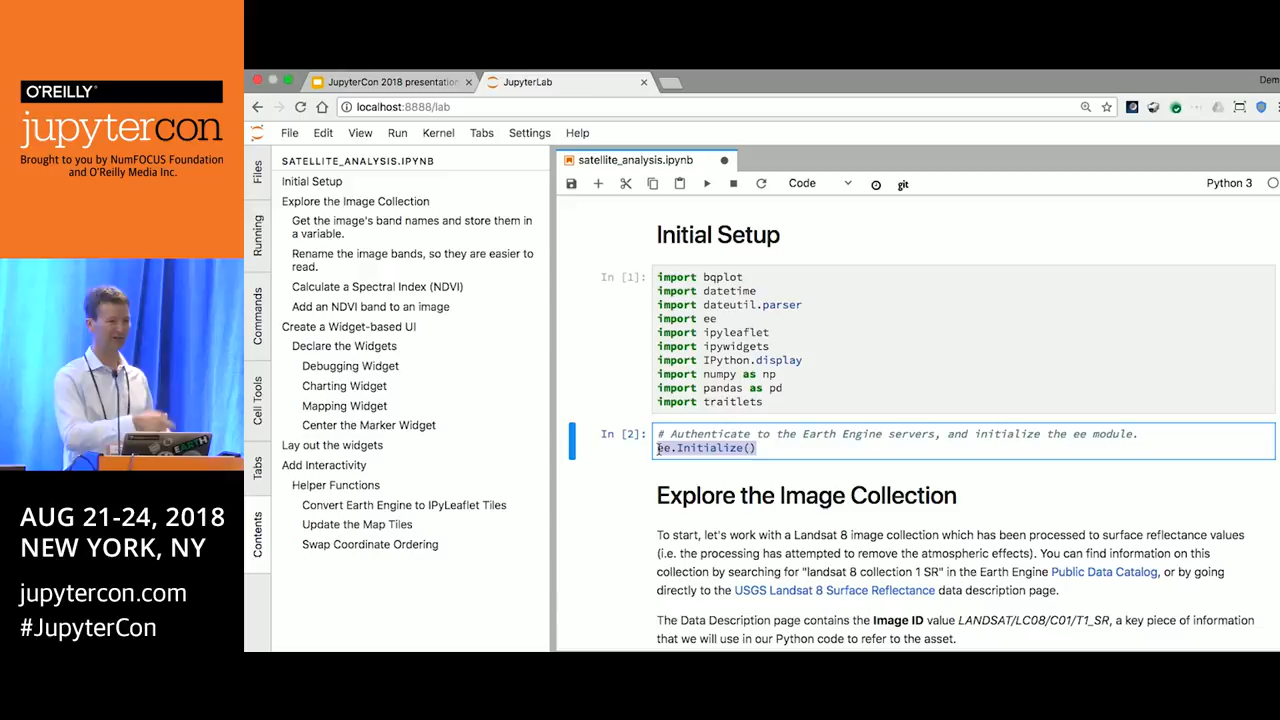 O'REILLY®
jupytercon
Brought to you by NumFOCUS Foundation
and O'Reilly Media Inc.
EARTH
AUG 21-24, 2018
NEW YORK, NY
jupytercon.com
#JupyterCon
JupyterCon 2018 presentation
JupyterLab
Dem
localhost:8888/lab
File Edit View Run Kernel Tabs Settings Help
Files
Running
Commands
Cell Tools
Tabs
Contents
SATELLITE_ANALYSIS.IPYNB
Initial Setup
Explore the Image Collection
Get the image's band names and store them in
a variable.
Rename the image bands, so they are easier to
read.
Calculate a Spectral Index (NDVI)
Add an NDVI band to an image
Create a Widget-based UI
Declare the Widgets
Debugging Widget
Charting Widget
Mapping Widget
Center the Marker Widget
Lay out the widgets
Add Interactivity
Helper Functions
Convert Earth Engine to IPyLeaflet Tiles
Update the Map Tiles
Swap Coordinate Ordering
satellite_analysis.ipynb
Code git Python 3
Initial Setup
In [1]: import bqplot
import datetime
import dateutil.parser
import ee
import ipyleaflet
import ipywidgets
import IPython.display
import numpy as np
import pandas as pd
import traitlets
In [2]: # Authenticate to the Earth Engine servers, and initialize the ee module.
ee.Initialize()
Explore the Image Collection
To start, let's work with a Landsat 8 image collection which has been processed to surface reflectance values
(i.e. the processing has attempted to remove the atmospheric effects). You can find information on this
collection by searching for "landsat 8 collection 1 SR" in the Earth Engine Public Data Catalog, or by going
directly to the USGS Landsat 8 Surface Reflectance data description page.
The Data Description page contains the Image ID value LANDSAT/LC08/C01/T1_SR, a key piece of information
that we will use in our Python code to refer to the asset.